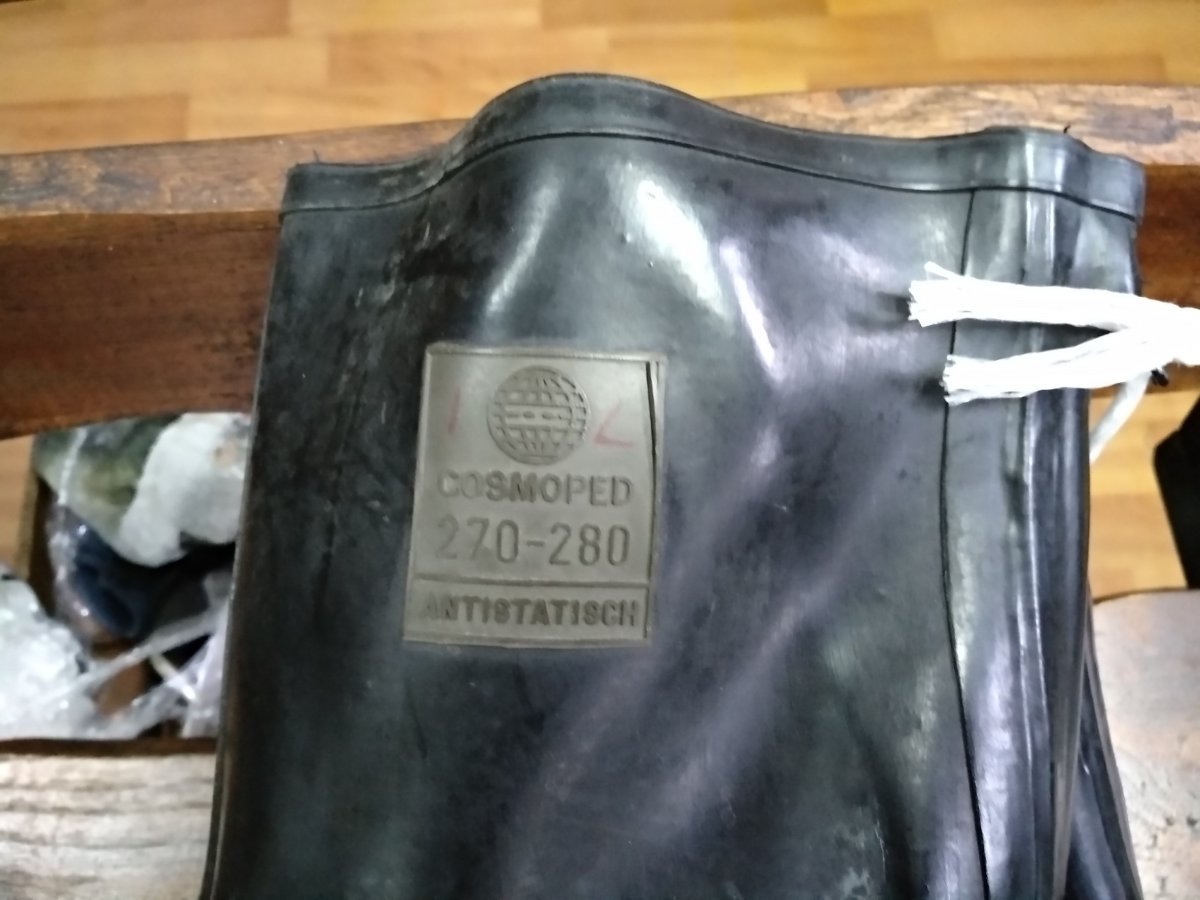 COSMOPED
270-280
ANTISTATISCH